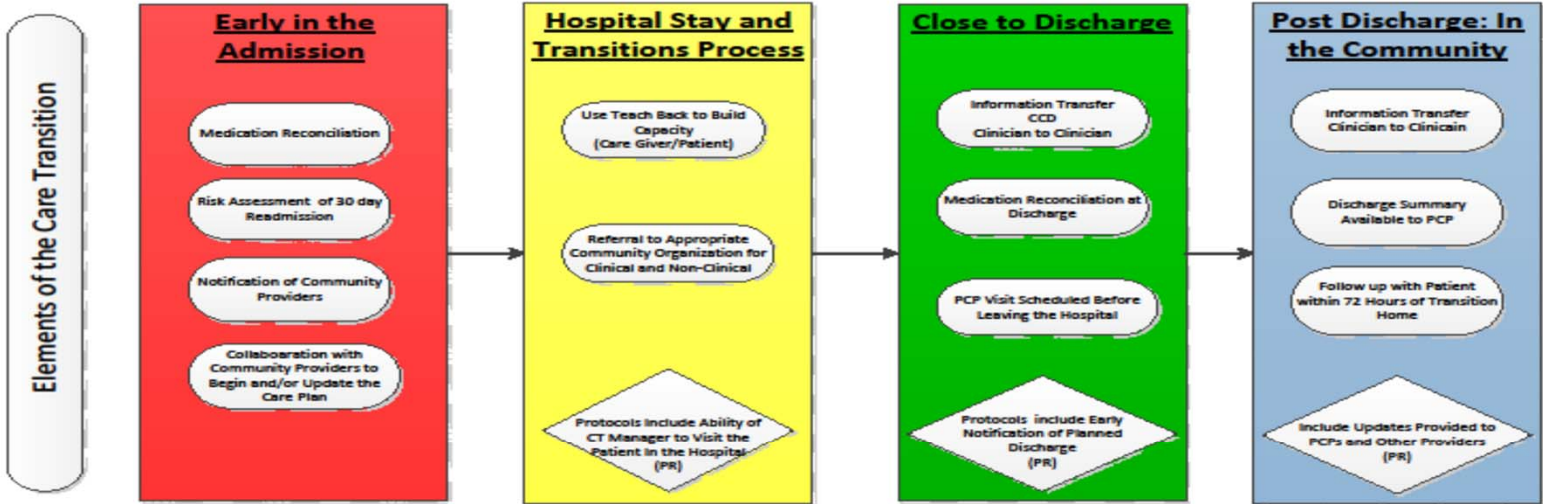 Elements of the Care Transition
Early in the
Admission
Medication Reconciliation
Risk Assessment of 30 day
Readmission
Notification of Community
Providers
Collaboaration with
Community Providers to
Begin and/or Update the
Care Plan
Hospital Stay and
Transitions Process
Use Teach Back to Build
Capacity
(Care Giver/Patient)
Referral to Appropriate
Community Organization for
Clinical and Non-Clinical
Protocols Include Ability of
CT Manager to Visit the
Patient In the Hospital
(PR)
Close to Discharge
Information Transfer
CCD
Clinician to Clinician
Medication Reconciliation at
Discharge
PCP Visit Scheduled Before
Leaving the Hospital
Protocols include Early
Notification of Planned
Discharge
(PR)
Post Discharge: In
the Community
Information Transfer
Clinician to Clinicain
Discharge Summary
Available to PCP
Follow up with Patient
within 72 Hours of Transition
Home
Include Updates Provided to
PCPs and Other Providers
(PR)